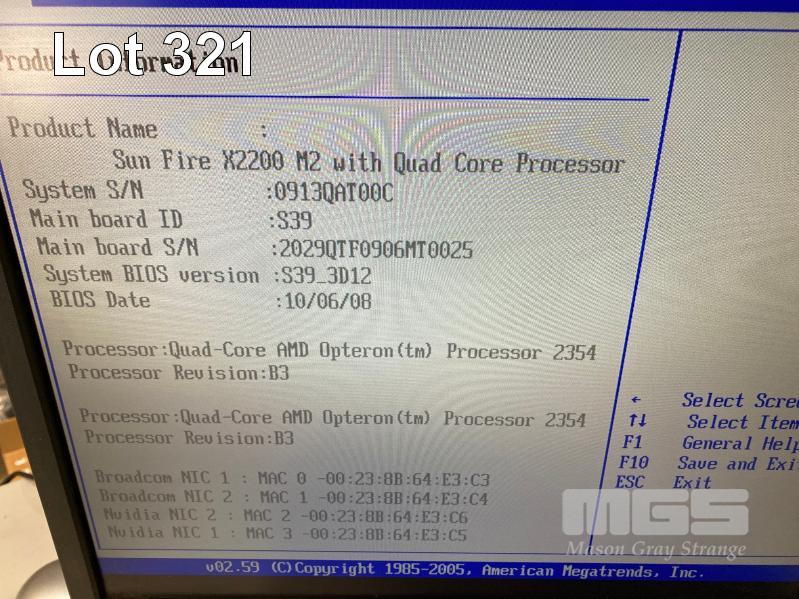 Lot 321
Product Information
Product Name :
Sun Fire X2200 M2 with Quad Core Processor
System S/N :0913QAT00C
Main board ID :S39
Main board S/N :2029QTF0906MT0025
System BIOS version :S39_3D12
BIOS Date :10/06/08
Processor:Quad-Core AMD Opteron(tm) Processor 2354
Processor Revision:B3
Processor:Quad-Core AMD Opteron(tm) Processor 2354
Processor Revision:B3
Broadcom NIC 1 : MAC 0 -00:23:8B:64:E3:C3
Broadcom NIC 2 : MAC 1 -00:23:8B:64:E3:C4
Nvidia NIC 2 : MAC 2 -00:23:8B:64:E3:C6
Nvidia NIC 1 : MAC 3 -00:23:8B:64:E3:C5
← Select Scree
↑↓ Select Item
F1 General Help
F10 Save and Exit
ESC Exit
MGS
Mason Gray Strange
v02.59 (C)Copyright 1985-2005, American Megatrends, Inc.